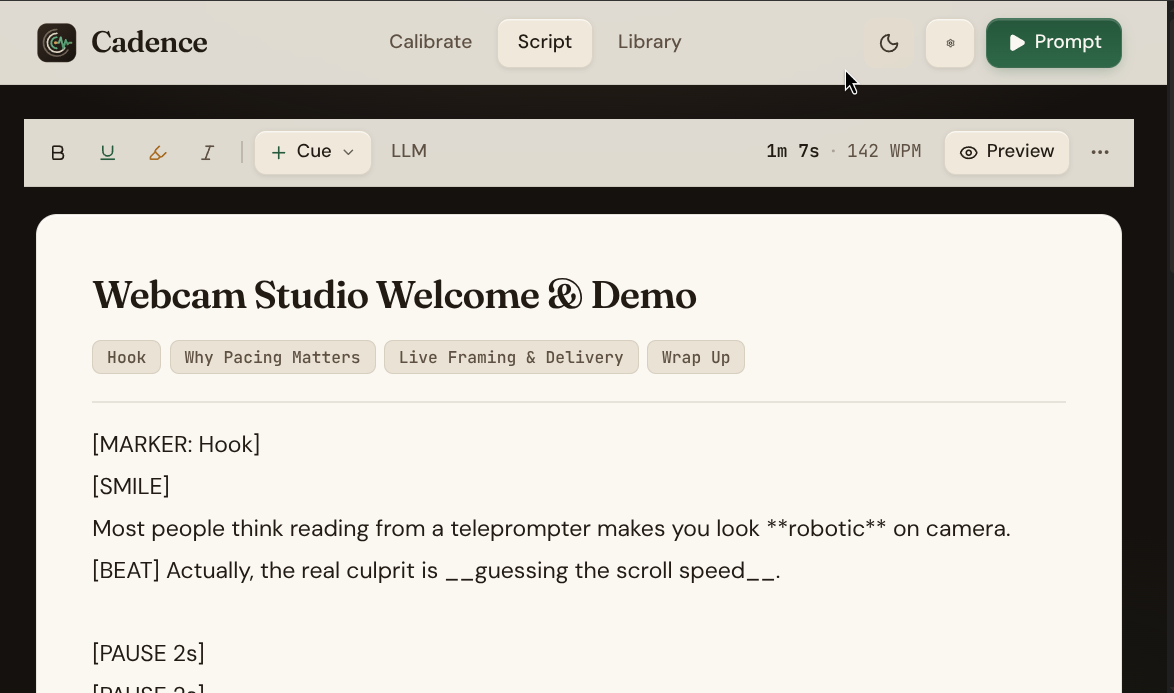 Cadence Calibrate Script Library Prompt
B U I + Cue LLM 1m 7s · 142 WPM Preview ···
Webcam Studio Welcome & Demo
Hook Why Pacing Matters Live Framing & Delivery Wrap Up
[MARKER: Hook]
[SMILE]
Most people think reading from a teleprompter makes you look **robotic** on camera.
[BEAT] Actually, the real culprit is __guessing the scroll speed__.
[PAUSE 2s]
[PAUSE 2s]